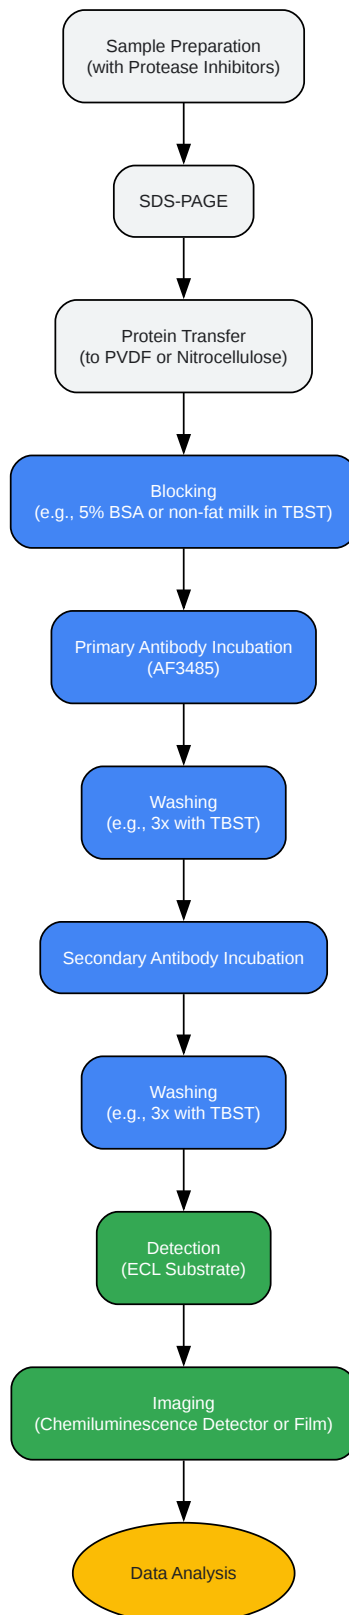 Sample Preparation
(with Protease Inhibitors)
SDS-PAGE
Protein Transfer
(to PVDF or Nitrocellulose)
Blocking
(e.g., 5% BSA or non-fat milk in TBST)
Primary Antibody Incubation
(AF3485)
Washing
(e.g., 3x with TBST)
Secondary Antibody Incubation
Washing
(e.g., 3x with TBST)
Detection
(ECL Substrate)
Imaging
(Chemiluminescence Detector or Film)
Data Analysis